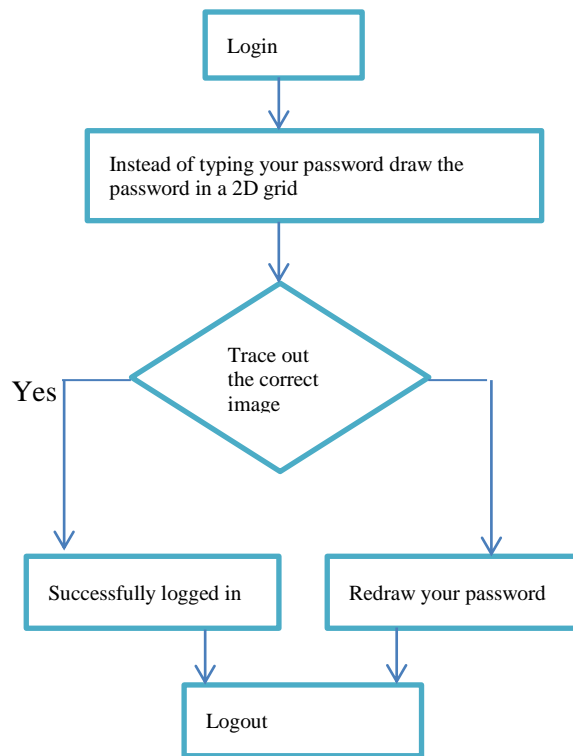 Login
Instead of typing your password draw the
password in a 2D grid
Trace out
the correct
image
Yes
Successfully logged in
Redraw your password
Logout